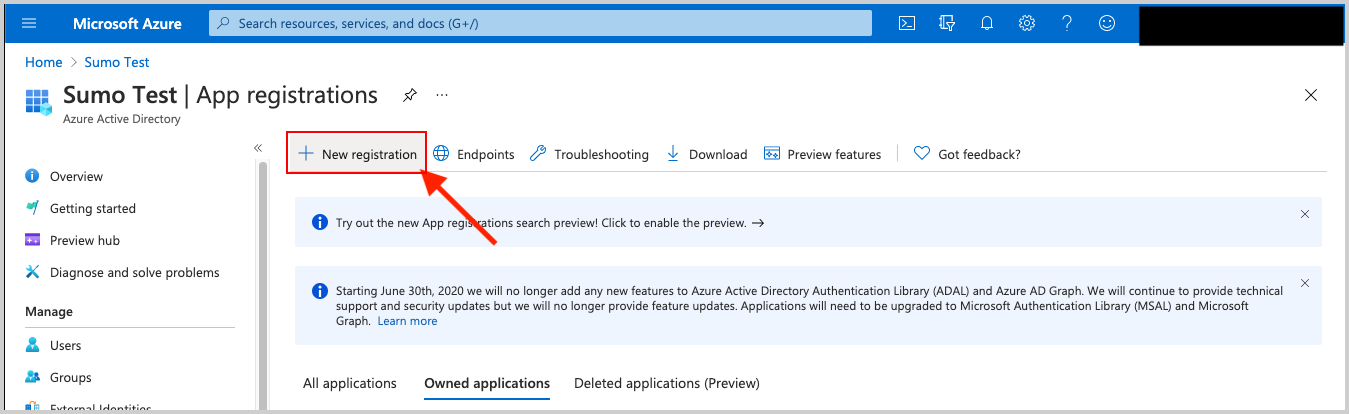 Microsoft Azure
Search resources, services, and docs (G+/)
Home > Sumo Test
Sumo Test | App registrations
Azure Active Directory
New registration
Endpoints
Troubleshooting
Download
Preview features
Got feedback?
Overview
Getting started
Preview hub
Diagnose and solve problems
Manage
Users
Groups
External Identities
Try out the new App registrations search preview! Click to enable the preview. →
Starting June 30th, 2020 we will no longer add any new features to Azure Active Directory Authentication Library (ADAL) and Azure AD Graph. We will continue to provide technical
support and security updates but we will no longer provide feature updates. Applications will need to be upgraded to Microsoft Authentication Library (MSAL) and Microsoft
Graph. Learn more
All applications
Owned applications
Deleted applications (Preview)